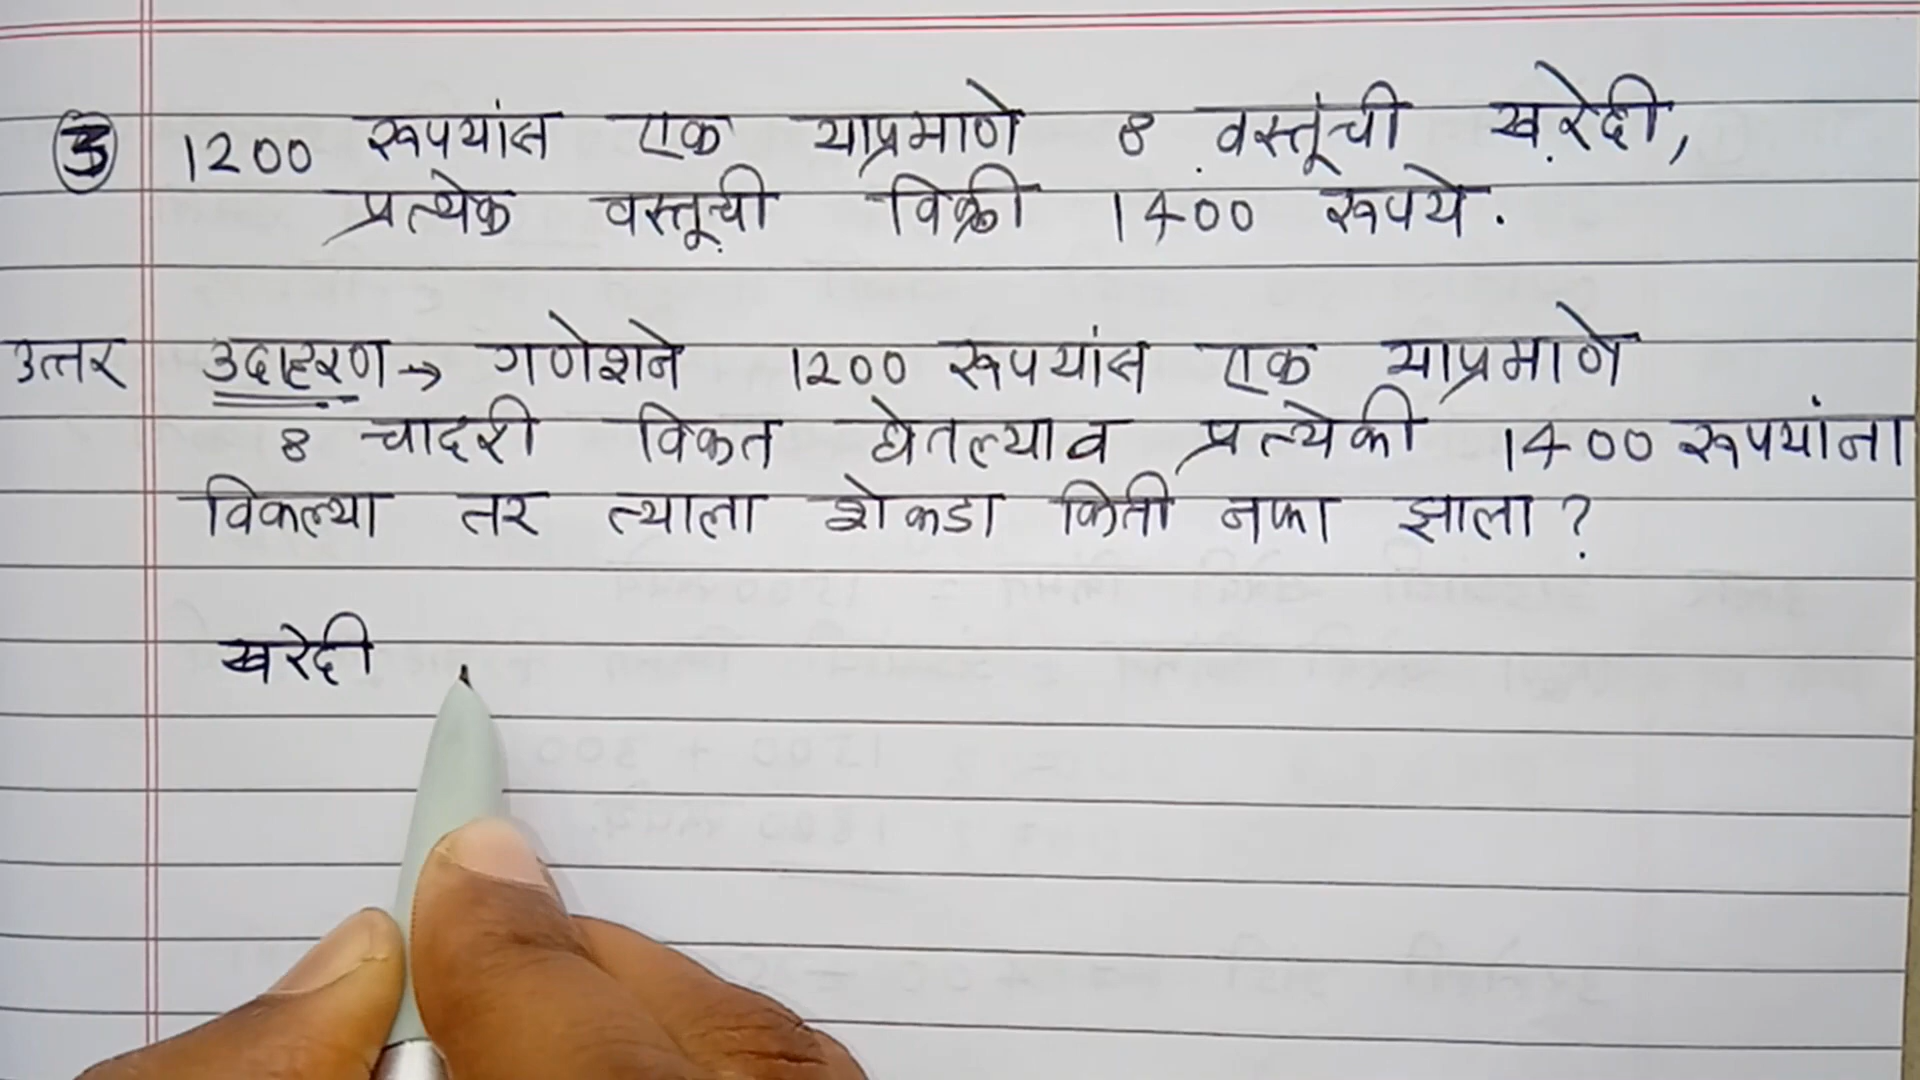 3 1200 रूपयांस एक याप्रमाणे 8 वस्तूंची खरेदी,
प्रत्येक वस्तूची विक्री 1400 रूपये.
उत्तर उदाहरण → गणेशने 1200 रूपयांस एक याप्रमाणे
8 चादरी विकत घेतल्या व प्रत्येकी 1400 रूपयांना
विकल्या तर त्याला शेकडा किती नफा झाला?
खरेदी